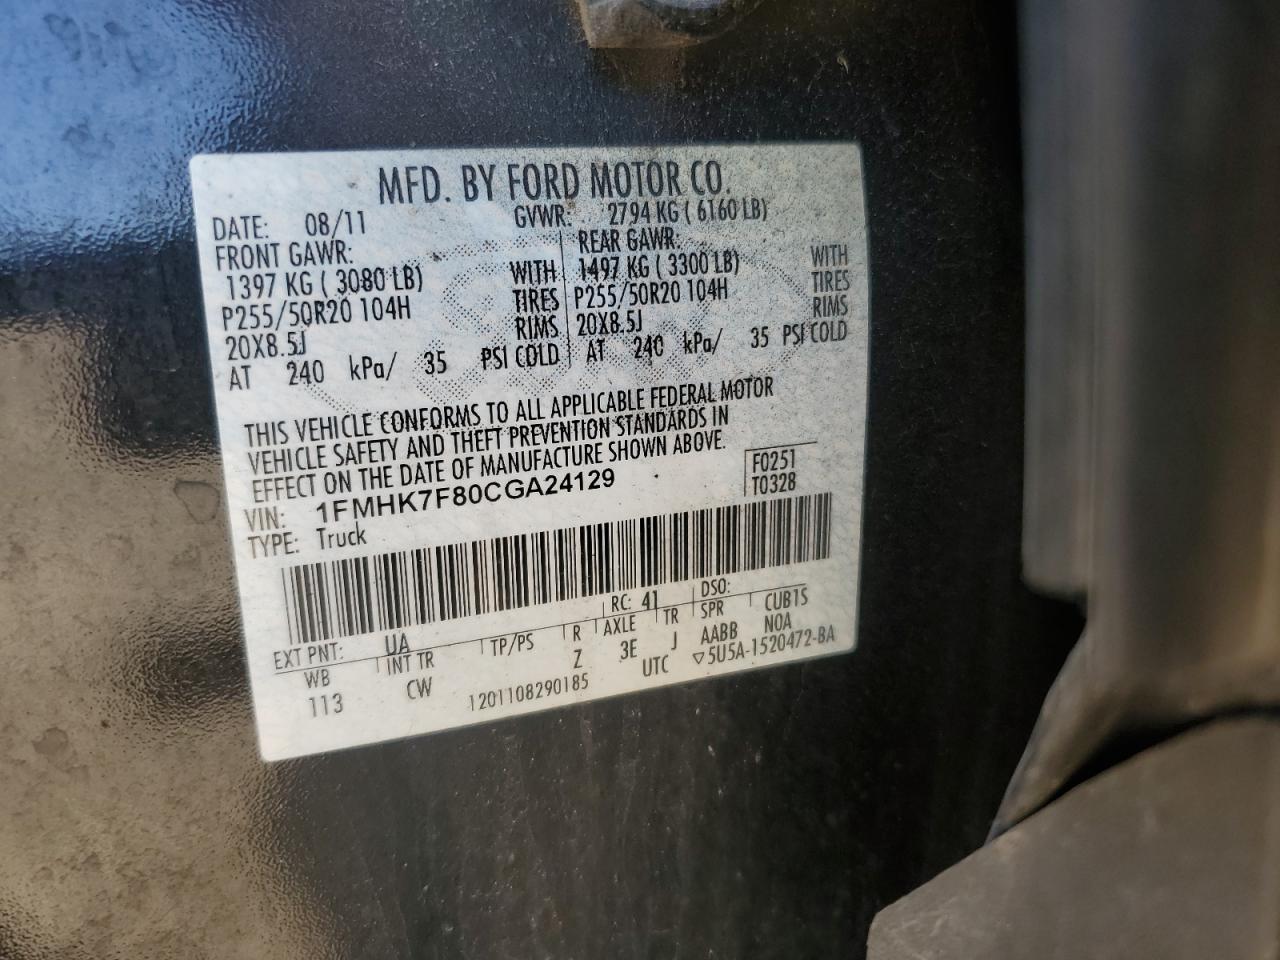 MFD. BY FORD MOTOR CO.
DATE: 08/11 GVWR: 2794 KG ( 6160 LB)
FRONT GAWR: REAR GAWR:
1397 KG ( 3080 LB) WITH 1497 KG ( 3300 LB) WITH
P255/50R20 104H TIRES P255/50R20 104H TIRES
20X8.5J RIMS 20X8.5J RIMS
AT 240 kPa/ 35 PSI COLD AT 240 kPa/ 35 PSI COLD
THIS VEHICLE CONFORMS TO ALL APPLICABLE FEDERAL MOTOR
VEHICLE SAFETY AND THEFT PREVENTION STANDARDS IN
EFFECT ON THE DATE OF MANUFACTURE SHOWN ABOVE.
VIN: 1FMHK7F80CGA24129 F0251
TYPE: Truck T0328
EXT PNT: UA RC: 41 DSO:
WB INT TR TP/PS R AXLE TR SPR CUB1S
113 CW Z 3E J AABB NOA
1201108290185 UTC ▽5U5A-1520472-BA